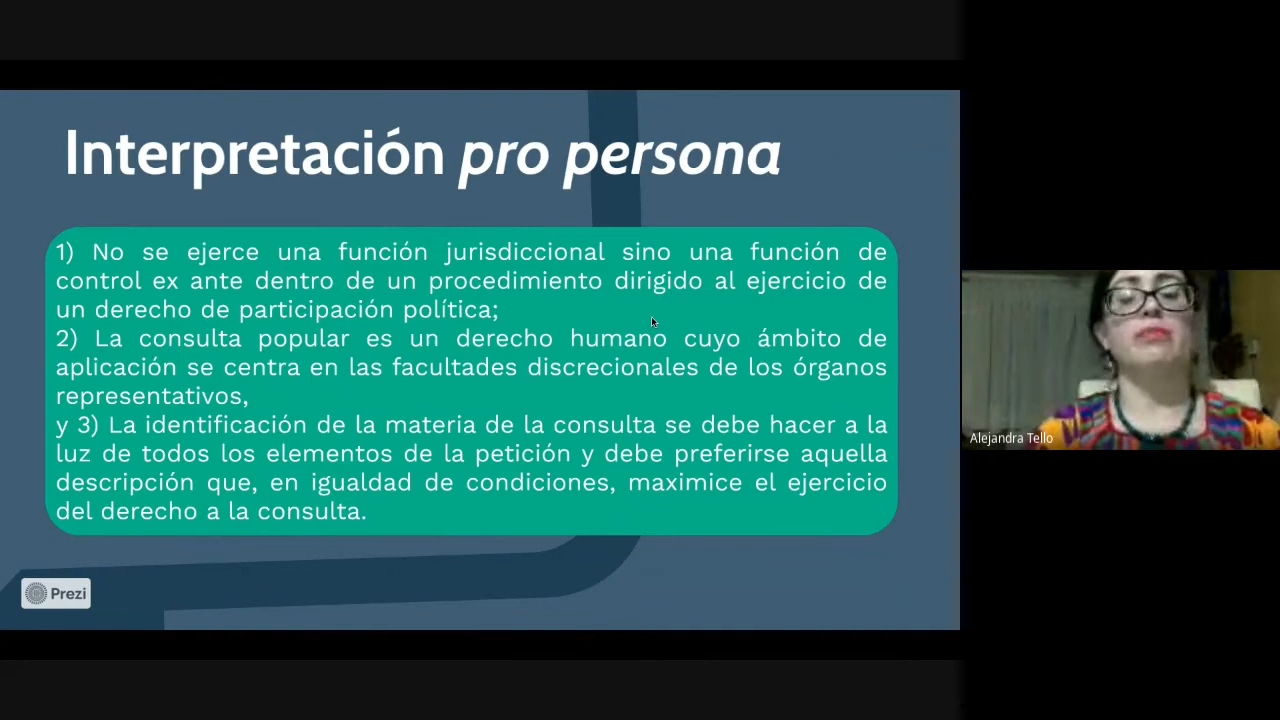 Interpretación pro persona
1) No se ejerce una función jurisdiccional sino una función de
control ex ante dentro de un procedimiento dirigido al ejercicio de
un derecho de participación política;
2) La consulta popular es un derecho humano cuyo ámbito de
aplicación se centra en las facultades discrecionales de los órganos
representativos,
y 3) La identificación de la materia de la consulta se debe hacer a la
luz de todos los elementos de la petición y debe preferirse aquella
descripción que, en igualdad de condiciones, maximice el ejercicio
del derecho a la consulta.
Prezi
Alejandra Tello